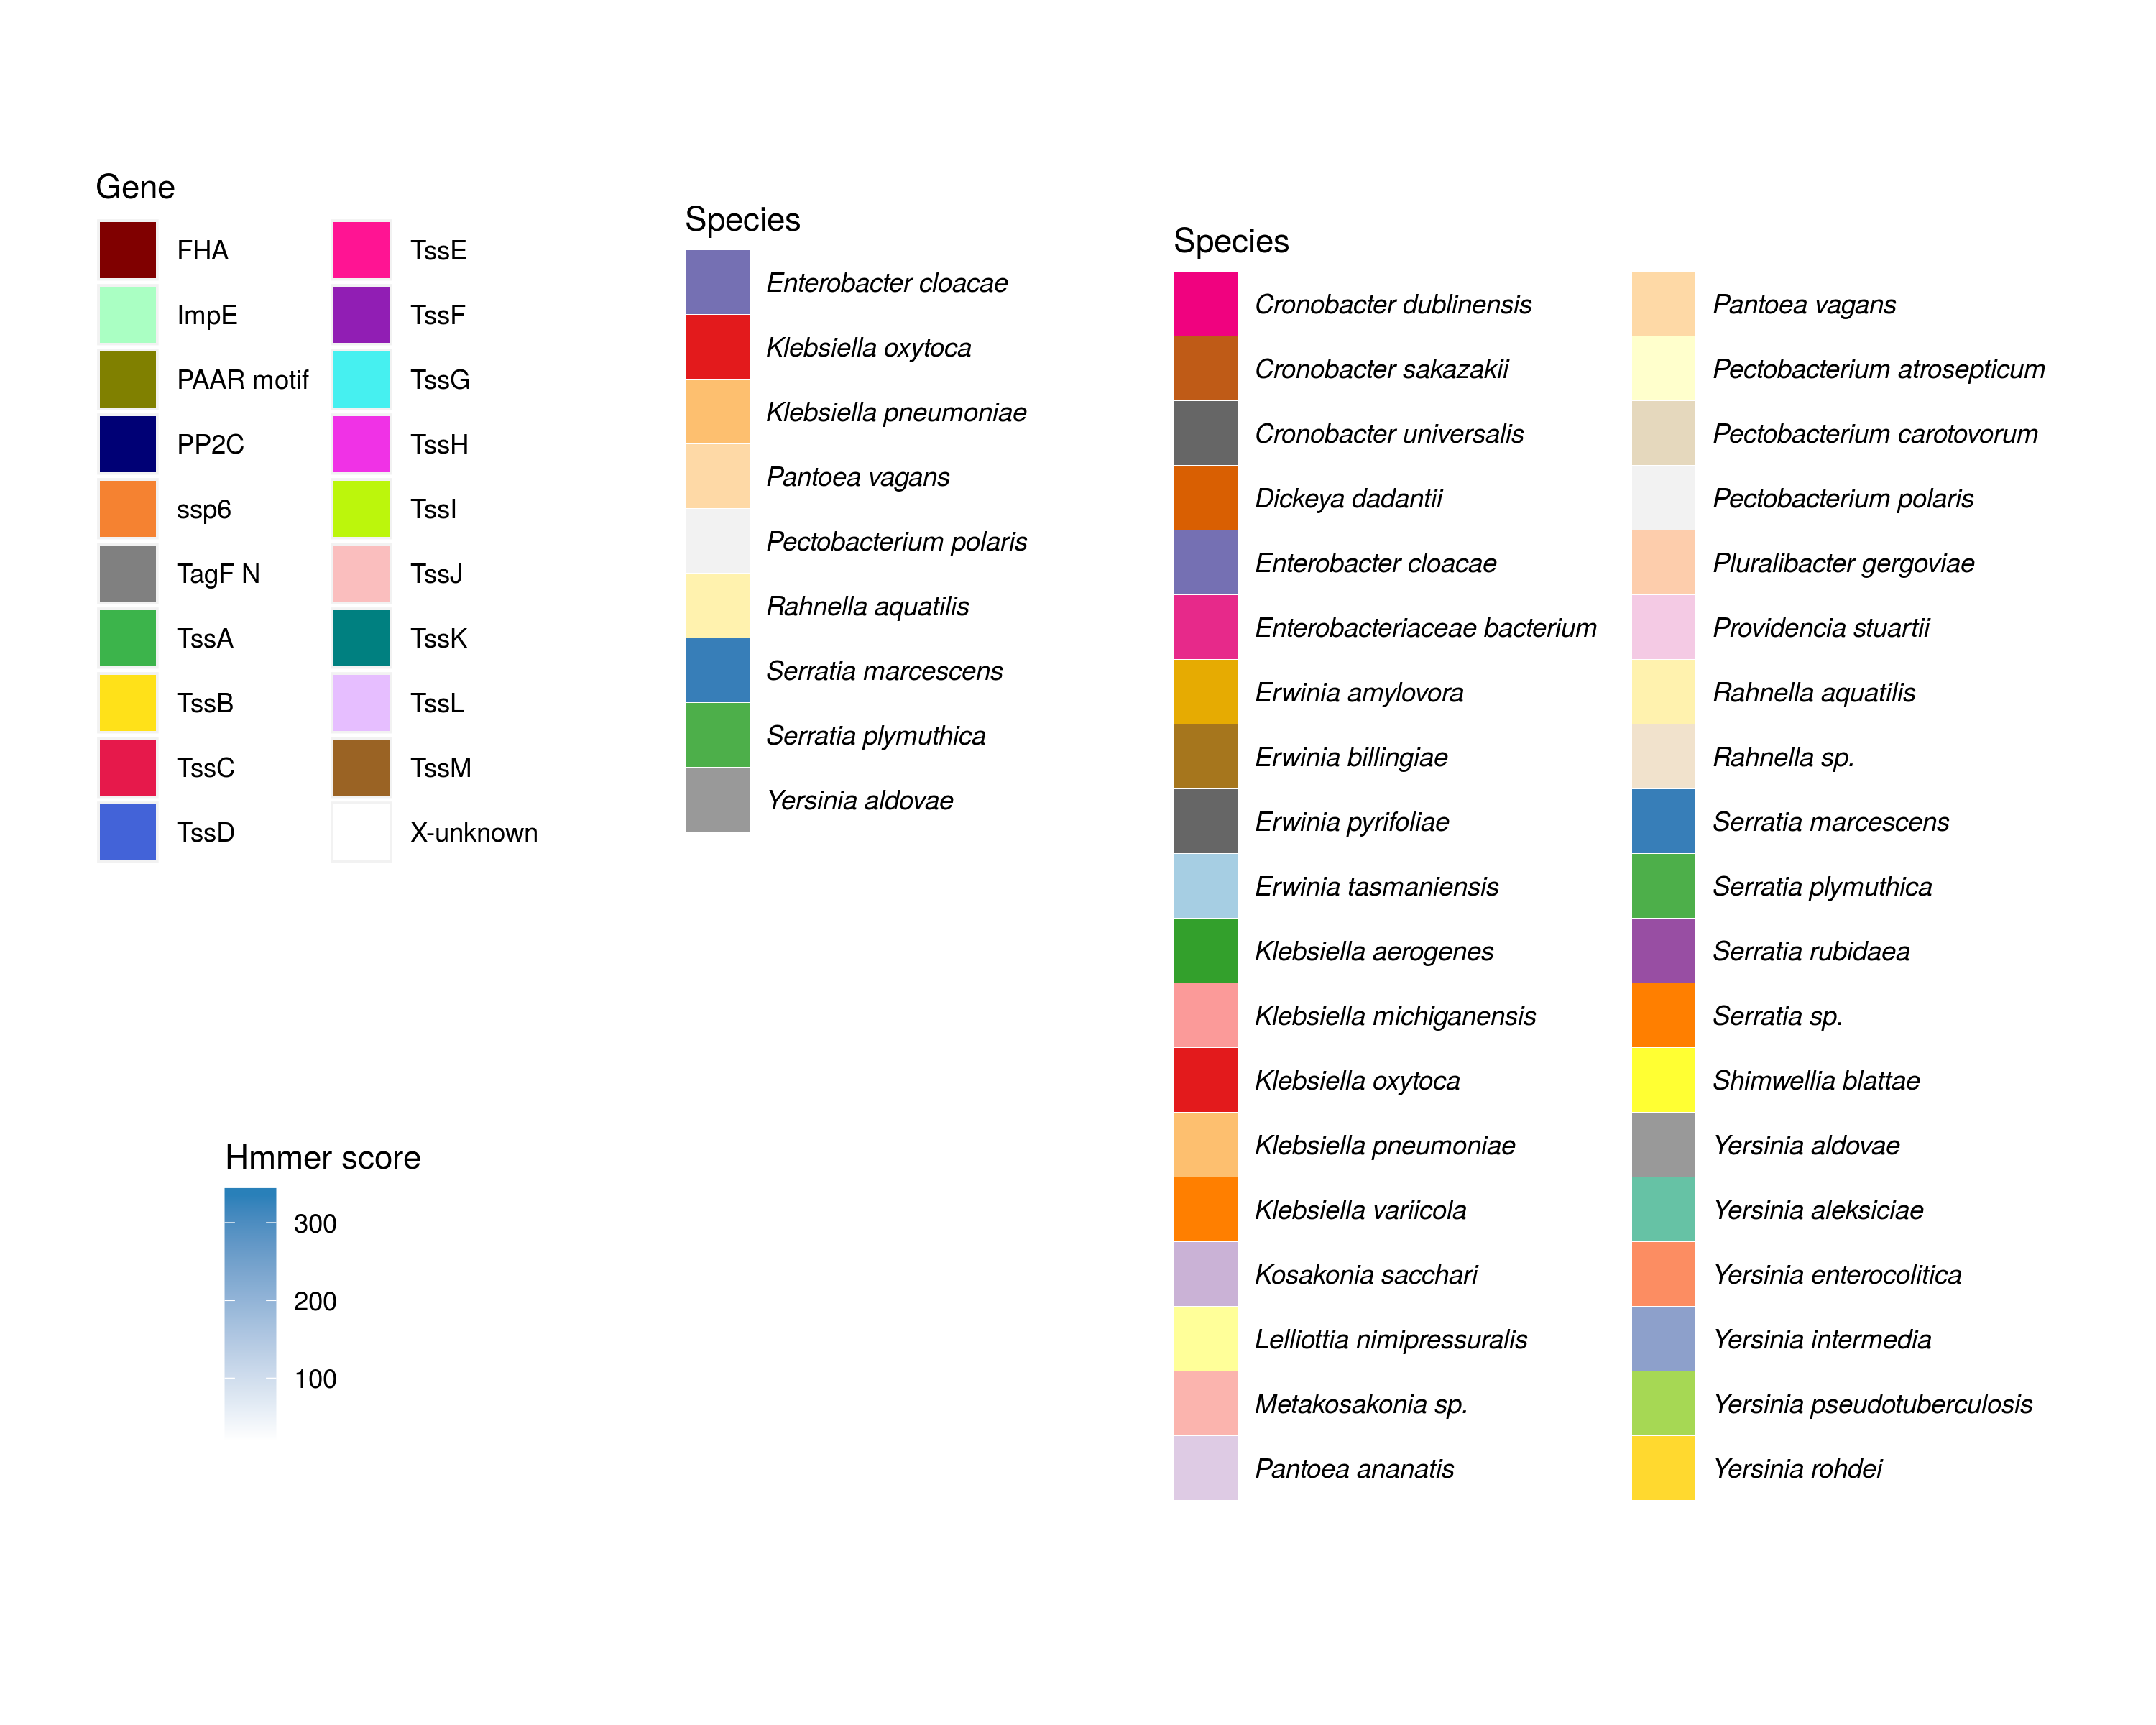 Gene
FHA
ImpE
PAAR motif
PP2C
ssp6
TagF N
TssA
TssB
TssC
TssD
TssE
TssF
TssG
TssH
TssI
TssJ
TssK
TssL
TssM
X-unknown
Hmmer score
300
200
100
Species
Enterobacter cloacae
Klebsiella oxytoca
Klebsiella pneumoniae
Pantoea vagans
Pectobacterium polaris
Rahnella aquatilis
Serratia marcescens
Serratia plymuthica
Yersinia aldovae
Species
Cronobacter dublinensis
Cronobacter sakazakii
Cronobacter universalis
Dickeya dadantii
Enterobacter cloacae
Enterobacteriaceae bacterium
Erwinia amylovora
Erwinia billingiae
Erwinia pyrifoliae
Erwinia tasmaniensis
Klebsiella aerogenes
Klebsiella michiganensis
Klebsiella oxytoca
Klebsiella pneumoniae
Klebsiella variicola
Kosakonia sacchari
Lelliottia nimipressuralis
Metakosakonia sp.
Pantoea ananatis
Pantoea vagans
Pectobacterium atrosepticum
Pectobacterium carotovorum
Pectobacterium polaris
Pluralibacter gergoviae
Providencia stuartii
Rahnella aquatilis
Rahnella sp.
Serratia marcescens
Serratia plymuthica
Serratia rubidaea
Serratia sp.
Shimwellia blattae
Yersinia aldovae
Yersinia aleksiciae
Yersinia enterocolitica
Yersinia intermedia
Yersinia pseudotuberculosis
Yersinia rohdei